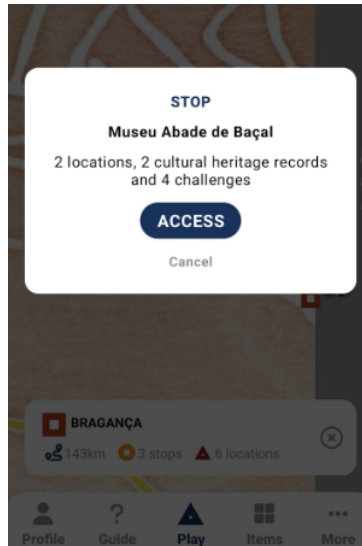 STOP
Museu Abade de Baçal
2 locations, 2 cultural heritage records
and 4 challenges
ACCESS
Cancel
BRAGANÇA
143km 3 stops 6 locations
Profile Guide Play Items More